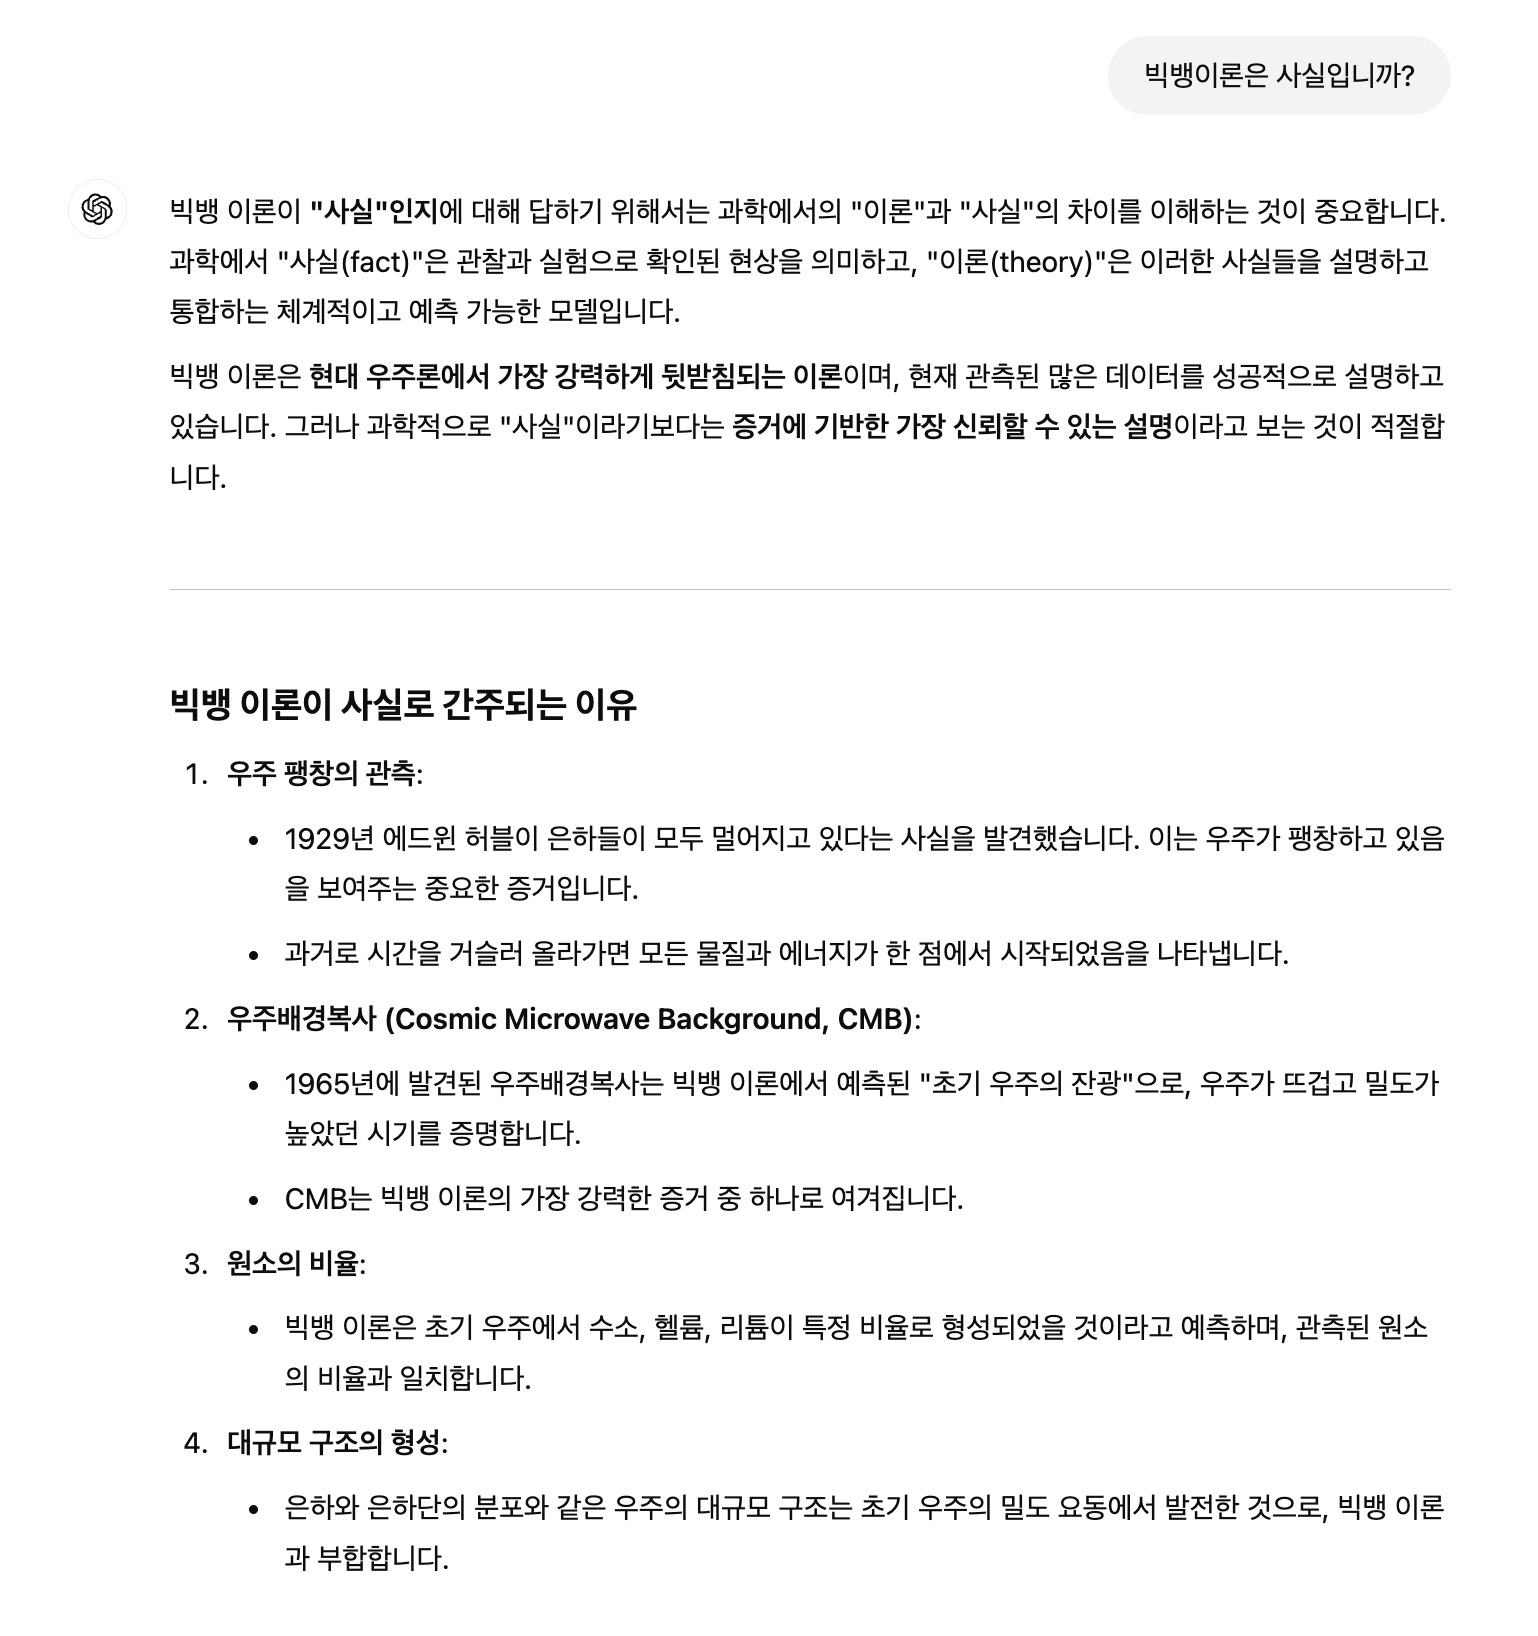 빅뱅이론은 사실입니까?
빅뱅 이론이 "사실"인지에 대해 답하기 위해서는 과학에서의 "이론"과 "사실"의 차이를 이해하는 것이 중요합니다.
과학에서 "사실(fact)"은 관찰과 실험으로 확인된 현상을 의미하고, "이론(theory)"은 이러한 사실들을 설명하고
통합하는 체계적이고 예측 가능한 모델입니다.
빅뱅 이론은 현대 우주론에서 가장 강력하게 뒷받침되는 이론이며, 현재 관측된 많은 데이터를 성공적으로 설명하고
있습니다. 그러나 과학적으로 "사실"이라기보다는 증거에 기반한 가장 신뢰할 수 있는 설명이라고 보는 것이 적절합
니다.
빅뱅 이론이 사실로 간주되는 이유
1. 우주 팽창의 관측:
• 1929년 에드윈 허블이 은하들이 모두 멀어지고 있다는 사실을 발견했습니다. 이는 우주가 팽창하고 있음
을 보여주는 중요한 증거입니다.
• 과거로 시간을 거슬러 올라가면 모든 물질과 에너지가 한 점에서 시작되었음을 나타냅니다.
2. 우주배경복사 (Cosmic Microwave Background, CMB):
• 1965년에 발견된 우주배경복사는 빅뱅 이론에서 예측된 "초기 우주의 잔광"으로, 우주가 뜨겁고 밀도가
높았던 시기를 증명합니다.
• CMB는 빅뱅 이론의 가장 강력한 증거 중 하나로 여겨집니다.
3. 원소의 비율:
• 빅뱅 이론은 초기 우주에서 수소, 헬륨, 리튬이 특정 비율로 형성되었을 것이라고 예측하며, 관측된 원소
의 비율과 일치합니다.
4. 대규모 구조의 형성:
• 은하와 은하단의 분포와 같은 우주의 대규모 구조는 초기 우주의 밀도 요동에서 발전한 것으로, 빅뱅 이론
과 부합합니다.